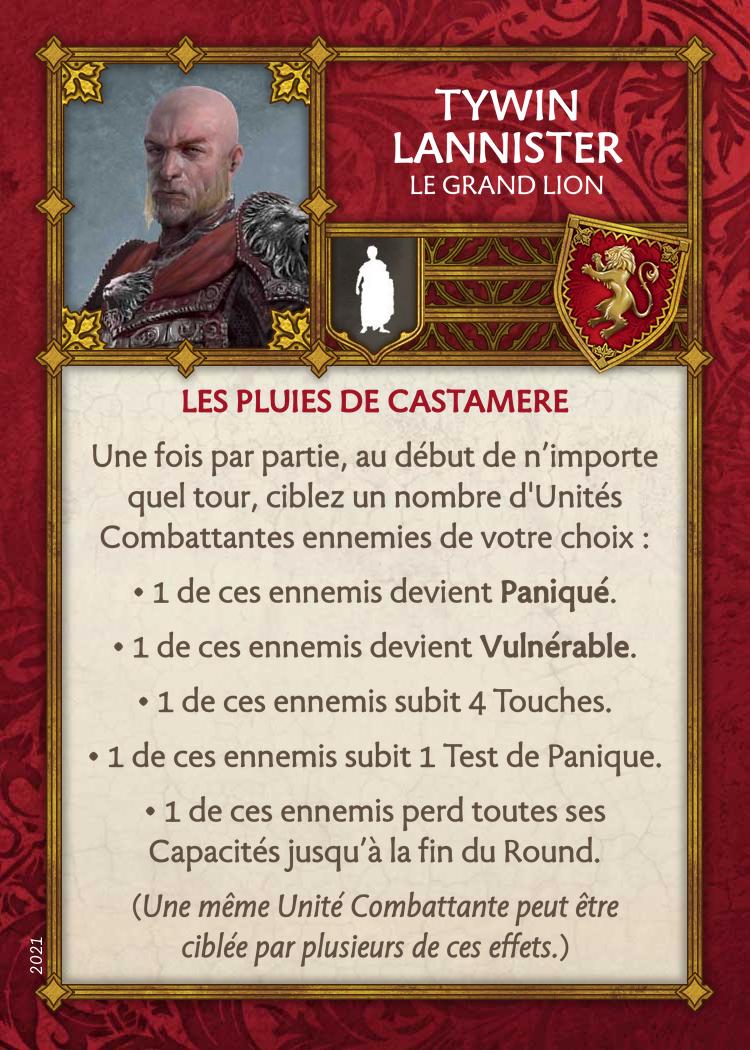 TYWIN
LANNISTER
LE GRAND LION
LES PLUIES DE CASTAMERE
Une fois par partie, au début de n’importe
quel tour, ciblez un nombre d'Unités
Combattantes ennemies de votre choix :
• 1 de ces ennemis devient Paniqué.
• 1 de ces ennemis devient Vulnérable.
• 1 de ces ennemis subit 4 Touches.
• 1 de ces ennemis subit 1 Test de Panique.
• 1 de ces ennemis perd toutes ses
Capacités jusqu’à la fin du Round.
(Une même Unité Combattante peut être
ciblée par plusieurs de ces effets.)
2021